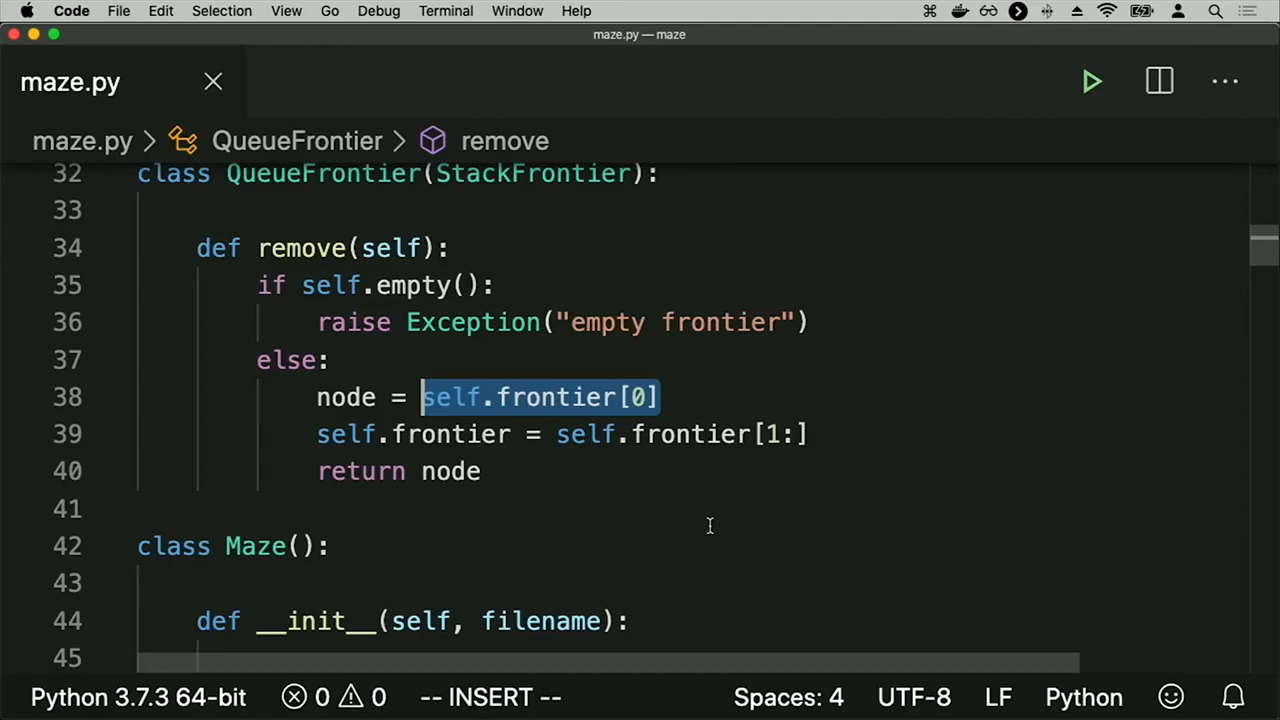 Code File Edit Selection View Go Debug Terminal Window Help
maze.py — maze
maze.py
maze.py QueueFrontier remove
32 class QueueFrontier(StackFrontier):
33
34 def remove(self):
35 if self.empty():
36 raise Exception("empty frontier")
37 else:
38 node = self.frontier[0]
39 self.frontier = self.frontier[1:]
40 return node
41
42 class Maze():
43
44 def __init__(self, filename):
45
Python 3.7.3 64-bit 0 0 -- INSERT -- Spaces: 4 UTF-8 LF Python